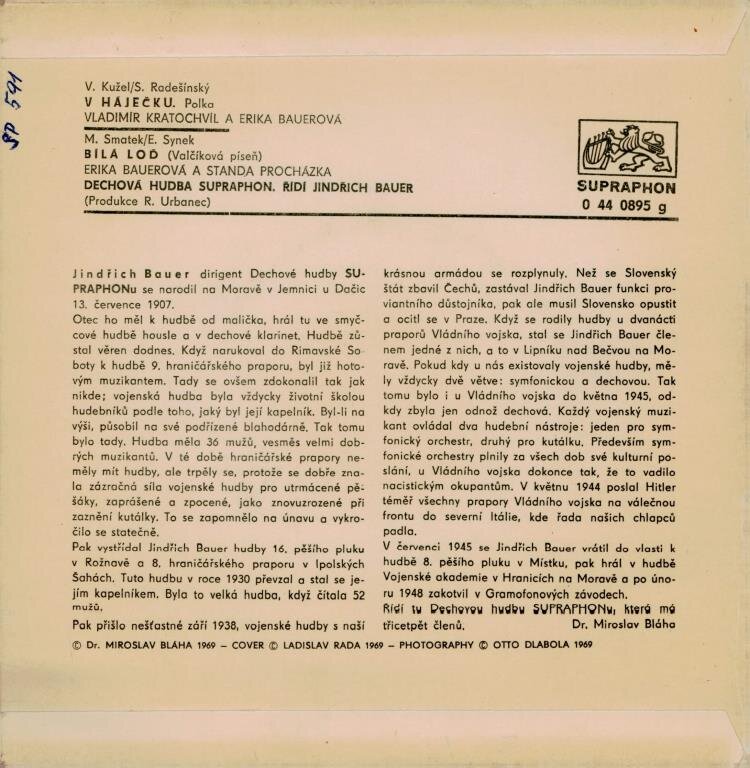 SP 591
V. Kužel/S. Radešínský
V HÁJEČKU. Polka
VLADIMÍR KRATOCHVÍL A ERIKA BAUEROVÁ
M. Smatek/E. Synek
BÍLÁ LOĎ (Valčíková píseň)
ERIKA BAUEROVÁ A STANDA PROCHÁZKA
DECHOVÁ HUDBA SUPRAPHON. ŘÍDÍ JINDŘICH BAUER
(Produkce R. Urbanec)
SUPRAPHON
0 44 0895 g
Jindřich Bauer dirigent Dechové hudby SU-
PRAPHONu se narodil na Moravě v Jemnici u Dačic
13. července 1907.
Otec ho měl k hudbě od malička, hrál tu ve smyč-
cové hudbě housle a v dechové klarinet. Hudbě zů-
stal věren dodnes. Když narukoval do Rimavské So-
boty k hudbě 9. hraničářského praporu, byl již hoto-
vým muzikantem. Tady se ovšem zdokonalil tak jak
nikde; vojenská hudba byla vždycky životní školou
hudebníků podle toho, jaký byl její kapelník. Byl-li na
výši, působil na své podřízené blahodárně. Tak tomu
bylo tady. Hudba měla 36 mužů, vesměs velmi dob-
rých muzikantů. V té době hraničářské prapory ne-
měly mít hudby, ale trpěly se, protože se dobře zna-
la zázračná síla vojenské hudby pro utrmácené pě-
šáky, zaprášené a zpocené, jako znovuzrozené při
zaznění kutálky. To se zapomnělo na únavu a vykro-
čilo se statečně.
Pak vystřídal Jindřich Bauer hudby 16. pěšího pluku
v Rožnavě a 8. hraničářského praporu v Ipolských
Šahách. Tuto hudbu v roce 1930 převzal a stal se je-
jím kapelníkem. Byla to velká hudba, když čítala 52
mužů.
Pak přišlo nešťastné září 1938, vojenské hudby s naší
krásnou armádou se rozplynuly. Než se Slovenský
štát zbavil Čechů, zastával Jindřich Bauer funkci pro-
viantního důstojníka, pak ale musil Slovensko opustit
a ocitl se v Praze. Když se rodily hudby u dvanácti
praporů Vládního vojska, stal se Jindřich Bauer čle-
nem jedné z nich, a to v Lipníku nad Bečvou na Mo-
ravě. Pokud kdy u nás existovaly vojenské hudby, mě-
ly vždycky dvě větve: symfonickou a dechovou. Tak
tomu bylo i u Vládního vojska do května 1945, od-
kdy zbyla jen odnož dechová. Každý vojenský muzi-
kant ovládal dva hudební nástroje: jeden pro sym-
fonický orchestr, druhý pro kutálku. Především sym-
fonické orchestry plnily za všech dob své kulturní po-
slání, u Vládního vojska dokonce tak, že to vadilo
nacistickým okupantům. V květnu 1944 poslal Hitler
téměř všechny prapory Vládního vojska na válečnou
frontu do severní Itálie, kde řada našich chlapců
padla.
V červenci 1945 se Jindřich Bauer vrátil do vlasti k
hudbě 8. pěšího pluku v Místku, pak hrál v hudbě
Vojenské akademie v Hranicích na Moravě a po úno-
ru 1948 zakotvil v Gramofonových závodech.
Řídí tu Dechovou hudbu SUPRAPHONu, která má
třicetpět členů. Dr. Miroslav Bláha
© Dr. MIROSLAV BLÁHA 1969 – COVER © LADISLAV RADA 1969 – PHOTOGRAPHY © OTTO DLABOLA 1969